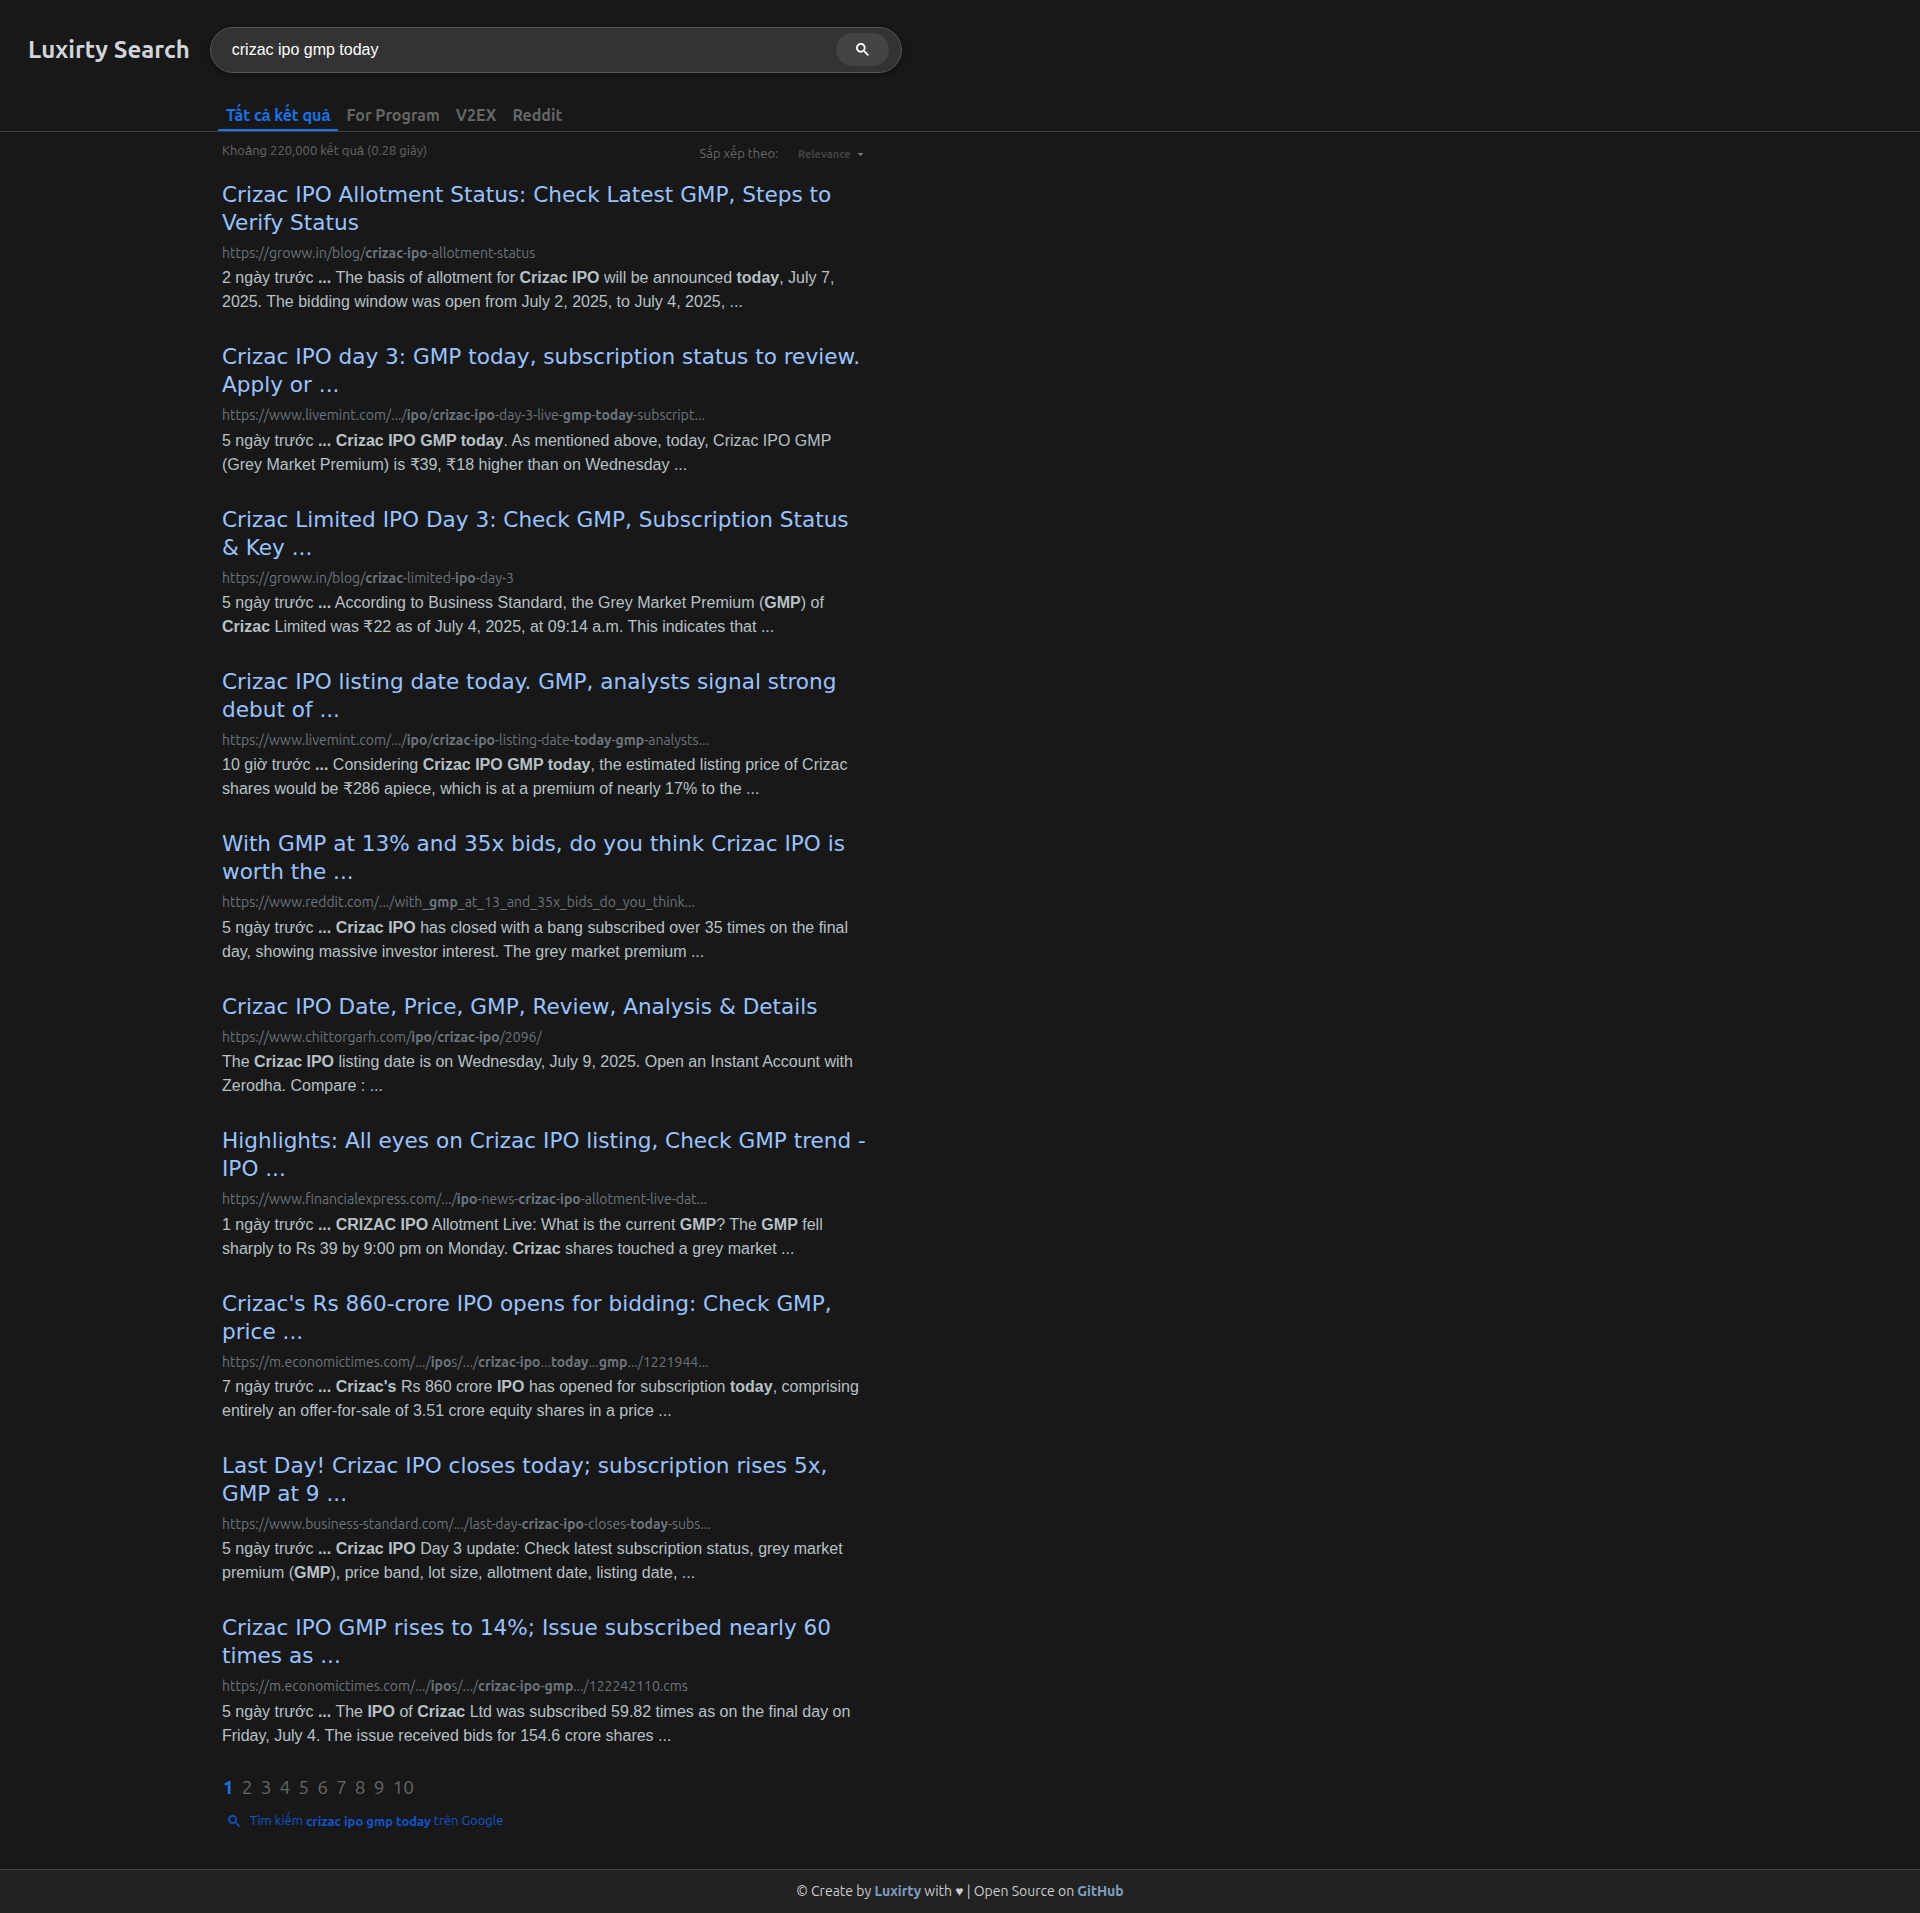 Luxirty Search
crizac ipo gmp today
Tất cả kết quả For Program V2EX Reddit
Khoảng 220,000 kết quả (0.28 giây)
Sắp xếp theo: Relevance
Crizac IPO Allotment Status: Check Latest GMP, Steps to
Verify Status
https://groww.in/blog/crizac-ipo-allotment-status
2 ngày trước ... The basis of allotment for Crizac IPO will be announced today, July 7,
2025. The bidding window was open from July 2, 2025, to July 4, 2025, ...
Crizac IPO day 3: GMP today, subscription status to review.
Apply or ...
https://www.livemint.com/.../ipo/crizac-ipo-day-3-live-gmp-today-subscript...
5 ngày trước ... Crizac IPO GMP today. As mentioned above, today, Crizac IPO GMP
(Grey Market Premium) is ₹39, ₹18 higher than on Wednesday ...
Crizac Limited IPO Day 3: Check GMP, Subscription Status
& Key ...
https://groww.in/blog/crizac-limited-ipo-day-3
5 ngày trước ... According to Business Standard, the Grey Market Premium (GMP) of
Crizac Limited was ₹22 as of July 4, 2025, at 09:14 a.m. This indicates that ...
Crizac IPO listing date today. GMP, analysts signal strong
debut of ...
https://www.livemint.com/.../ipo/crizac-ipo-listing-date-today-gmp-analysts...
10 giờ trước ... Considering Crizac IPO GMP today, the estimated listing price of Crizac
shares would be ₹286 apiece, which is at a premium of nearly 17% to the ...
With GMP at 13% and 35x bids, do you think Crizac IPO is
worth the ...
https://www.reddit.com/.../with_gmp_at_13_and_35x_bids_do_you_think...
5 ngày trước ... Crizac IPO has closed with a bang subscribed over 35 times on the final
day, showing massive investor interest. The grey market premium ...
Crizac IPO Date, Price, GMP, Review, Analysis & Details
https://www.chittorgarh.com/ipo/crizac-ipo/2096/
The Crizac IPO listing date is on Wednesday, July 9, 2025. Open an Instant Account with
Zerodha. Compare : ...
Highlights: All eyes on Crizac IPO listing, Check GMP trend -
IPO ...
https://www.financialexpress.com/.../ipo-news-crizac-ipo-allotment-live-dat...
1 ngày trước ... CRIZAC IPO Allotment Live: What is the current GMP? The GMP fell
sharply to Rs 39 by 9:00 pm on Monday. Crizac shares touched a grey market ...
Crizac's Rs 860-crore IPO opens for bidding: Check GMP,
price ...
https://m.economictimes.com/.../ipos/.../crizac-ipo...today...gmp.../1221944...
7 ngày trước ... Crizac's Rs 860 crore IPO has opened for subscription today, comprising
entirely an offer-for-sale of 3.51 crore equity shares in a price ...
Last Day! Crizac IPO closes today; subscription rises 5x,
GMP at 9 ...
https://www.business-standard.com/.../last-day-crizac-ipo-closes-today-subs...
5 ngày trước ... Crizac IPO Day 3 update: Check latest subscription status, grey market
premium (GMP), price band, lot size, allotment date, listing date, ...
Crizac IPO GMP rises to 14%; Issue subscribed nearly 60
times as ...
https://m.economictimes.com/.../ipos/.../crizac-ipo-gmp.../122242110.cms
5 ngày trước ... The IPO of Crizac Ltd was subscribed 59.82 times as on the final day on
Friday, July 4. The issue received bids for 154.6 crore shares ...
1 2 3 4 5 6 7 8 9 10
Tìm kiếm crizac ipo gmp today trên Google
© Create by Luxirty with ♥ | Open Source on GitHub